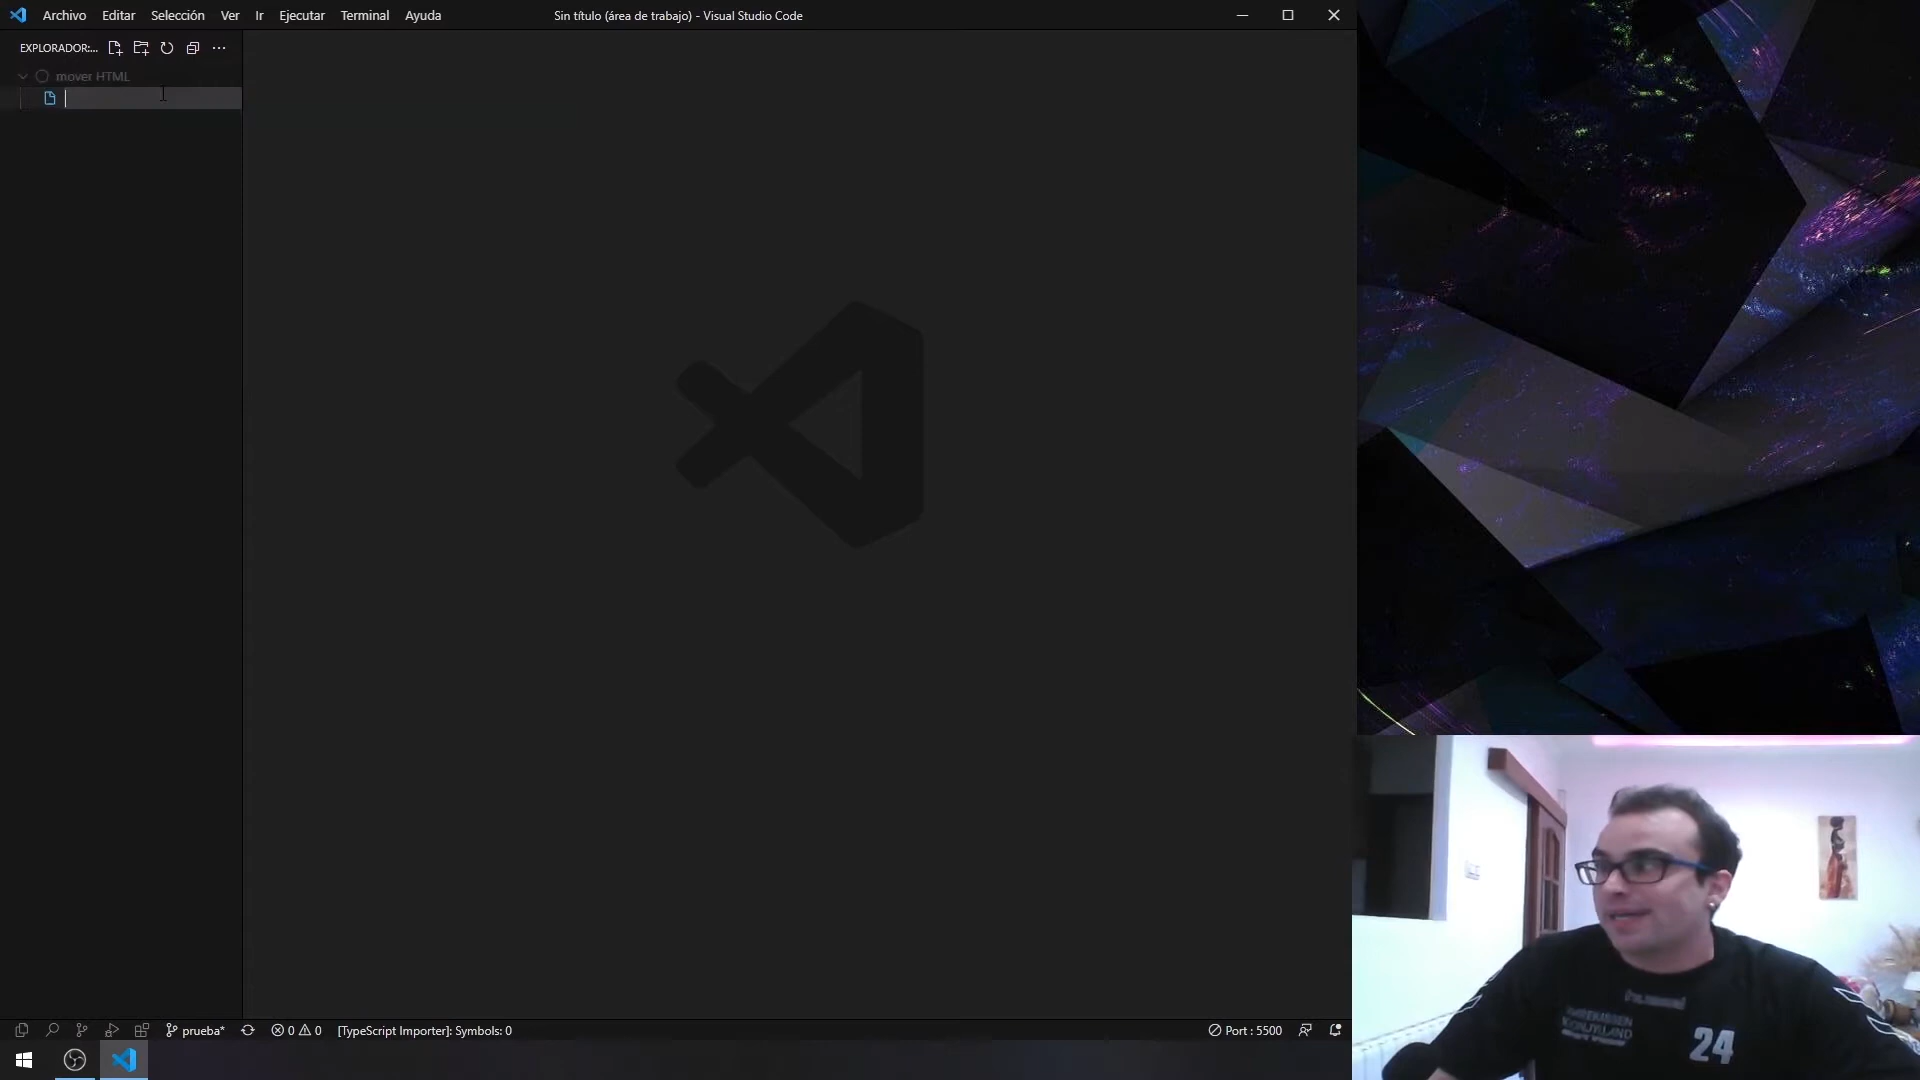 Archivo Editar Selección Ver Ir Ejecutar Terminal Ayuda
Sin título (área de trabajo) - Visual Studio Code
EXPLORADOR:...
mover HTML
prueba*
0 0
[TypeScript Importer]: Symbols: 0
Port : 5500
24